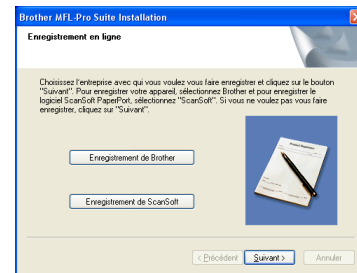 Brother MFL-Pro Suite Installation
Enregistrement en ligne
Choisissez l'entreprise avec qui vous voulez vous faire enregistrer et cliquez sur le bouton
"Suivant". Pour enregistrer votre appareil, sélectionnez Brother et pour enregistrer le
logiciel ScanSoft PaperPort, sélectionnez "ScanSoft". Si vous ne voulez pas vous faire
enregistrer, cliquez sur "Suivant".
Product Registration
Enregistrement de Brother
Enregistrement de ScanSoft
< Précédent
Suivant >
Annuler